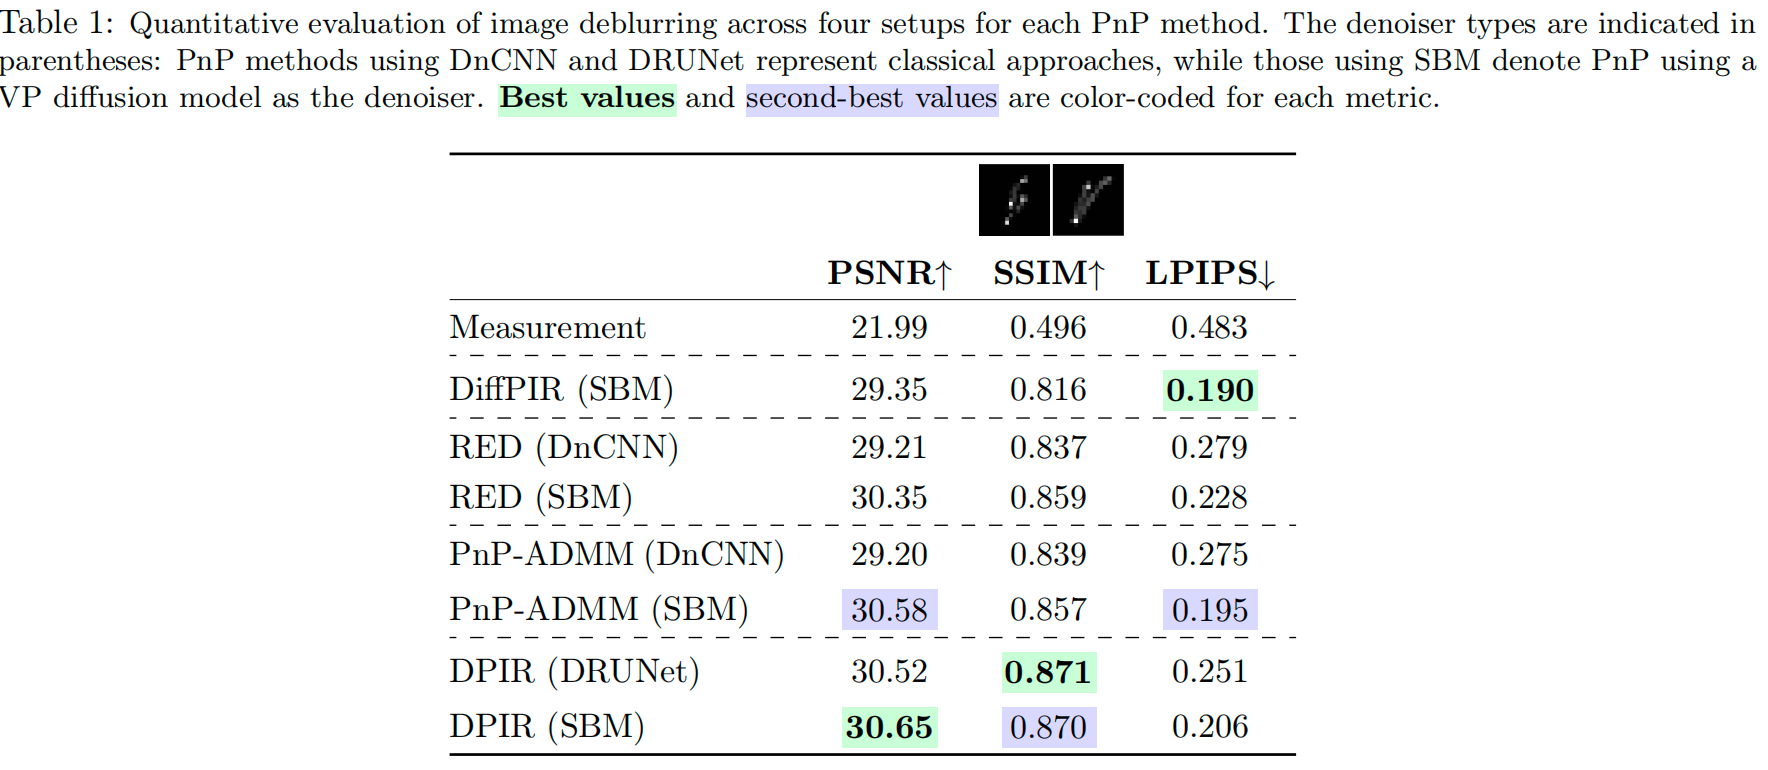 Table 1: Quantitative evaluation of image deblurring across four setups for each PnP method. The denoiser types are indicated in
parentheses: PnP methods using DnCNN and DRUNet represent classical approaches, while those using SBM denote PnP using a
VP diffusion model as the denoiser. Best values and second-best values are color-coded for each metric.
PSNR↑ SSIM↑ LPIPS↓
Measurement 21.99 0.496 0.483
DiffPIR (SBM) 29.35 0.816 0.190
RED (DnCNN) 29.21 0.837 0.279
RED (SBM) 30.35 0.859 0.228
PnP-ADMM (DnCNN) 29.20 0.839 0.275
PnP-ADMM (SBM) 30.58 0.857 0.195
DPIR (DRUNet) 30.52 0.871 0.251
DPIR (SBM) 30.65 0.870 0.206